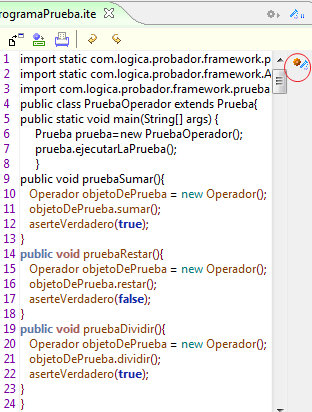 rogramaPrueba.ite
1 import static com.logica.probador.framework.p
2 import static com.logica.probador.framework.A
3 import com.logica.probador.framework.prueba
4 public class PruebaOperador extends Prueba{
5 public static void main(String[] args) {
6 Prueba prueba=new PruebaOperador();
7 prueba.ejecutarLaPrueba();
8 }
9 public void pruebaSumar(){
10 Operador objetoDePrueba = new Operador();
11 objetoDePrueba.sumar();
12 aserteVerdadero(true);
13 }
14 public void pruebaRestar(){
15 Operador objetoDePrueba = new Operador();
16 objetoDePrueba.restar();
17 aserteVerdadero(false);
18 }
19 public void pruebaDividir(){
20 Operador objetoDePrueba = new Operador();
21 objetoDePrueba.dividir();
22 aserteVerdadero(true);
23 }
24 }